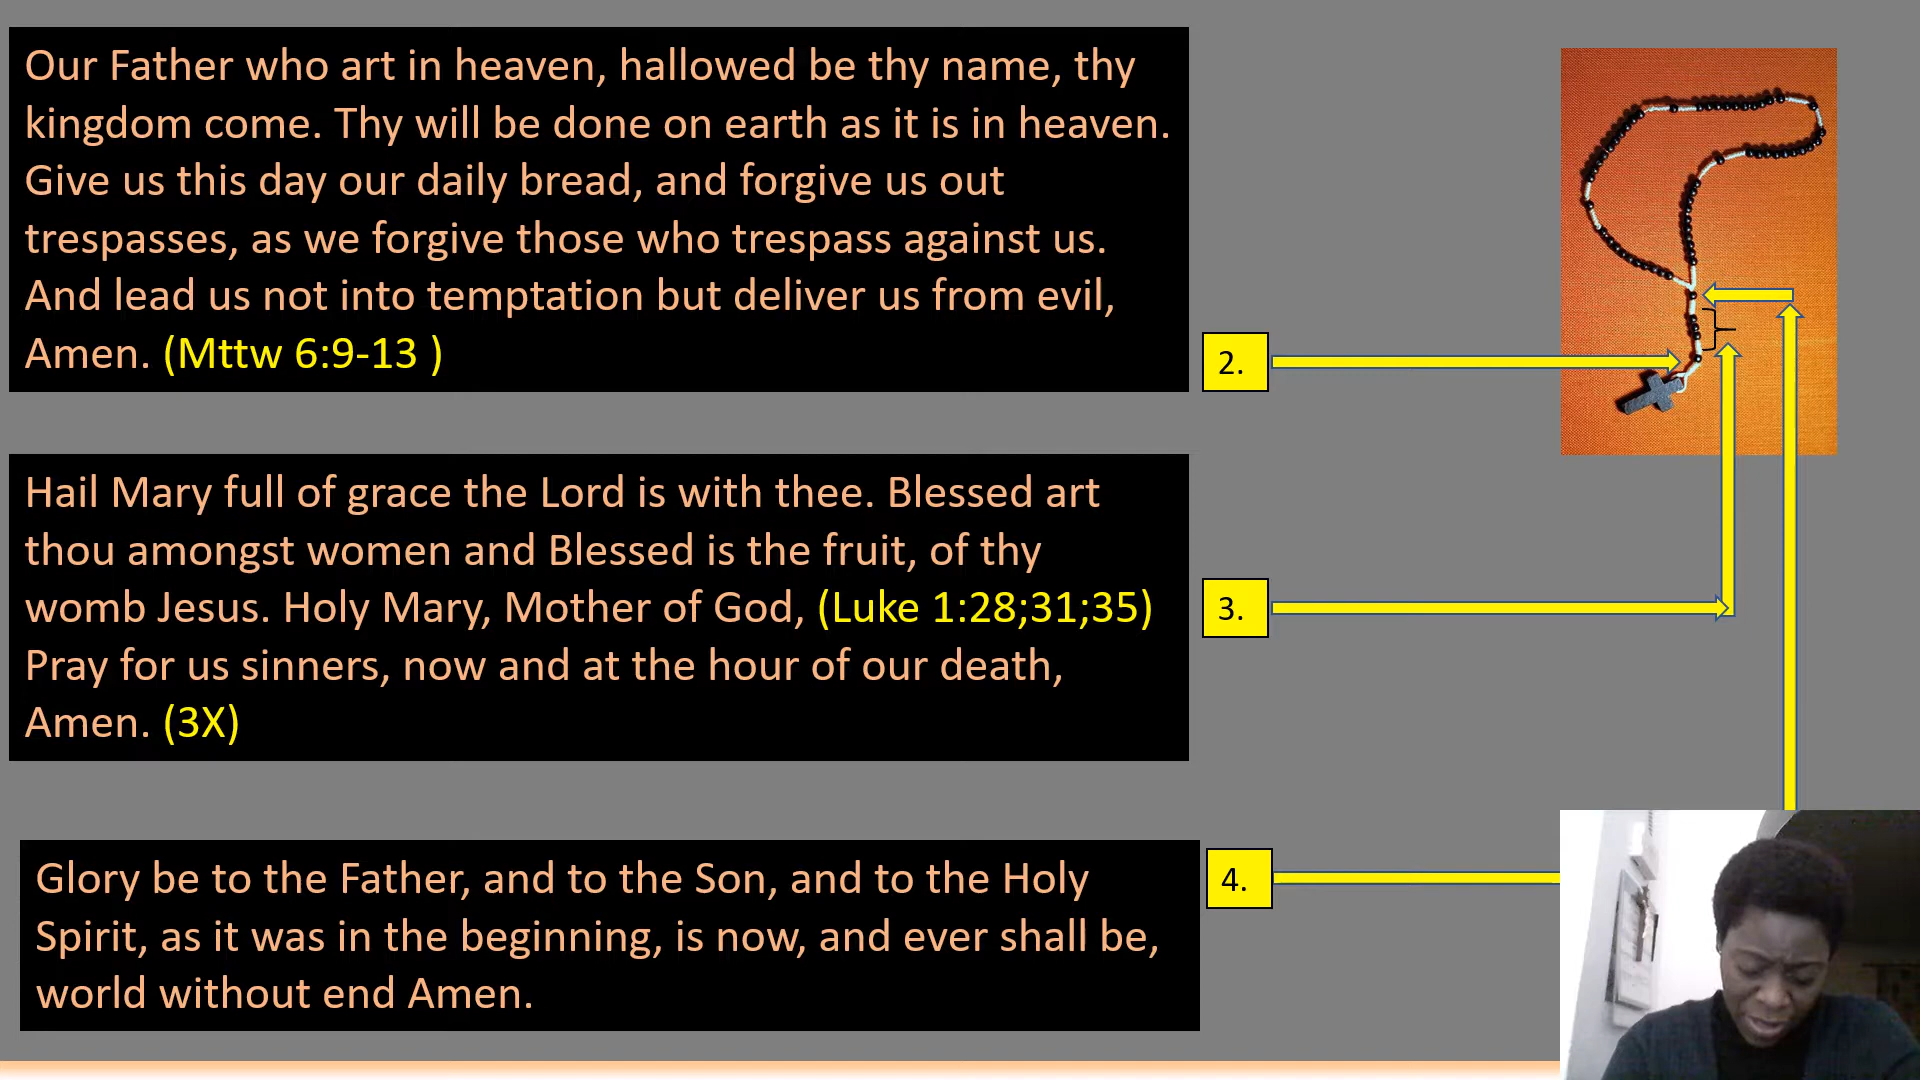 Our Father who art in heaven, hallowed be thy name, thy
kingdom come. Thy will be done on earth as it is in heaven.
Give us this day our daily bread, and forgive us out
trespasses, as we forgive those who trespass against us.
And lead us not into temptation but deliver us from evil,
Amen. (Mttw 6:9-13 )
2.
Hail Mary full of grace the Lord is with thee. Blessed art
thou amongst women and Blessed is the fruit, of thy
womb Jesus. Holy Mary, Mother of God, (Luke 1:28;31;35)
Pray for us sinners, now and at the hour of our death,
Amen. (3X)
3.
Glory be to the Father, and to the Son, and to the Holy
Spirit, as it was in the beginning, is now, and ever shall be,
world without end Amen.
4.